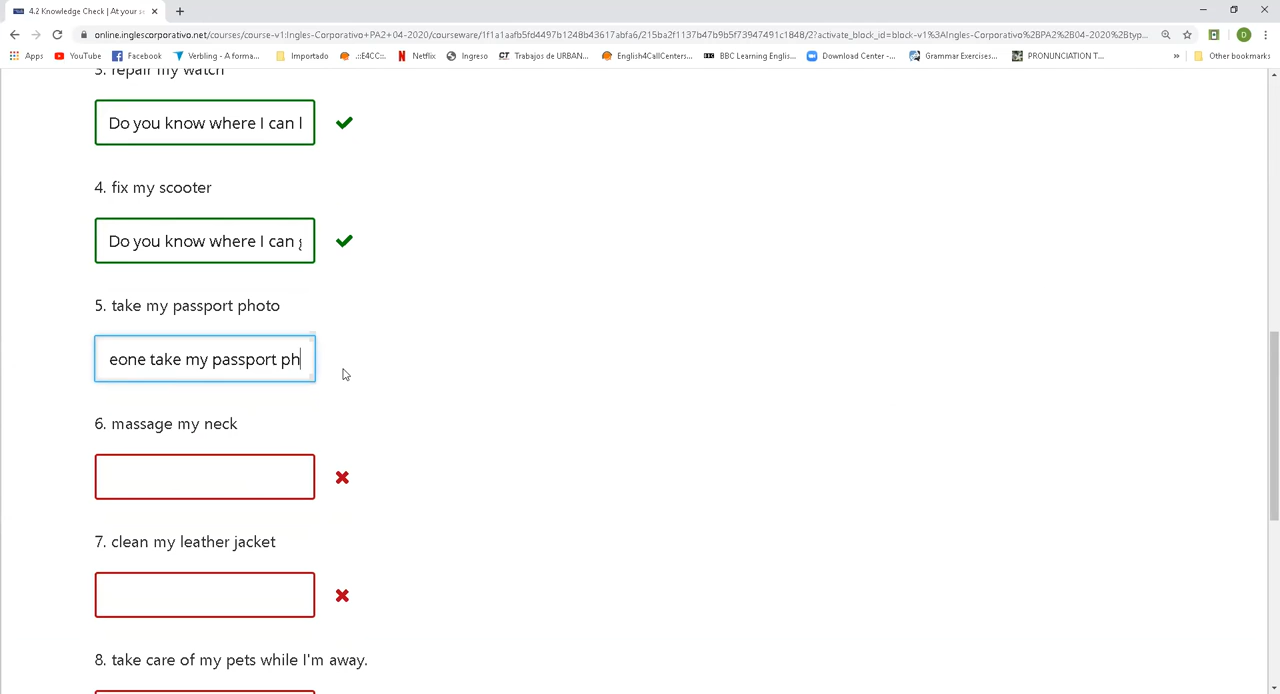 4.2 Knowledge Check | At your s
online.inglescorporativo.net/courses/course-v1:Ingles-Corporativo+PA2+04-2020/courseware/1f1a1aafb5fd4497b1248b43617abfa6/215ba2f1137b47b9b5f73947491c1848/2?activate_block_id=block-v1%3AIngles-Corporativo%2BPA2%2B04-2020%2Btyp...
Apps YouTube Facebook Verbling - A forma... Importado .::E4CC::. Netflix Ingreso Trabajos de URBAN... English4CallCenters... BBC Learning Englis... Download Center -... Grammar Exercises... PRONUNCIATION T... » Other bookmarks
3. repair my watch
Do you know where I can
4. fix my scooter
Do you know where I can g
5. take my passport photo
eone take my passport ph
6. massage my neck
7. clean my leather jacket
8. take care of my pets while I'm away.